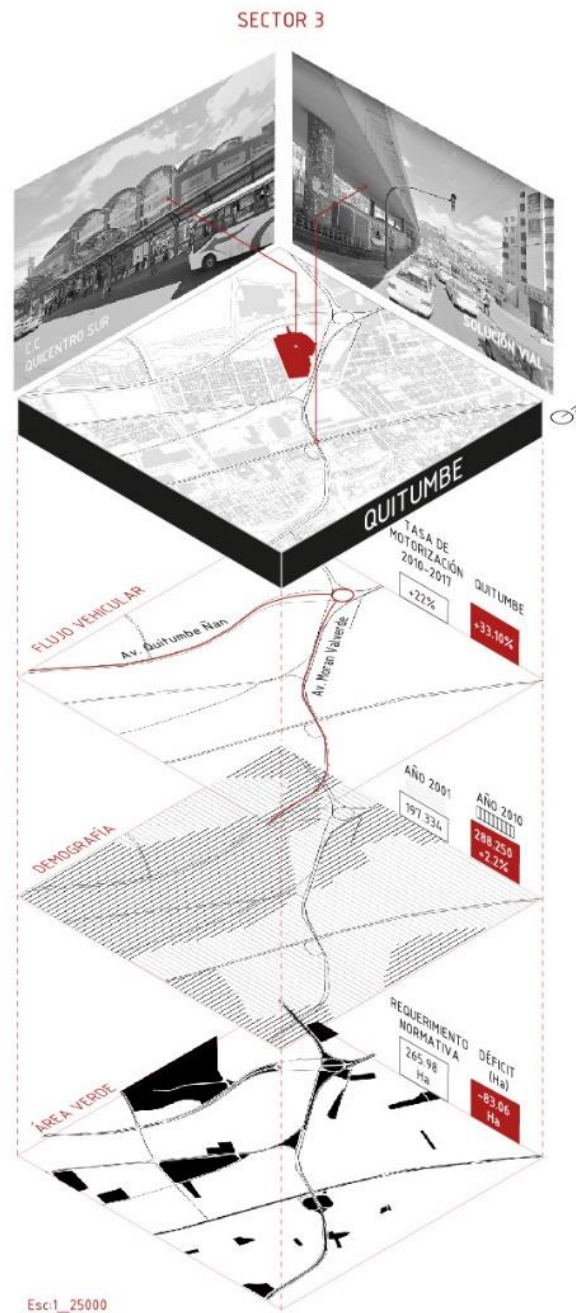 SECTOR 3
C.C
QUICENTRO SUR
SOLUCIÓN VIAL
QUITUMBE
FLUJO VEHICULAR
Av. Quitumbe Ñan
Av. Moran Valverde
TASA DE
MOTORIZACIÓN
2010-2017
+22%
QUITUMBE
+33.10%
DEMOGRAFÍA
AÑO 2001
197.334
AÑO 2010
288.250
+2.2%
ÁREA VERDE
REQUERIMIENTO
NORMATIVA
265.98
Ha
DÉFICIT
(Ha)
-83.06
Ha
Esc:1_25000